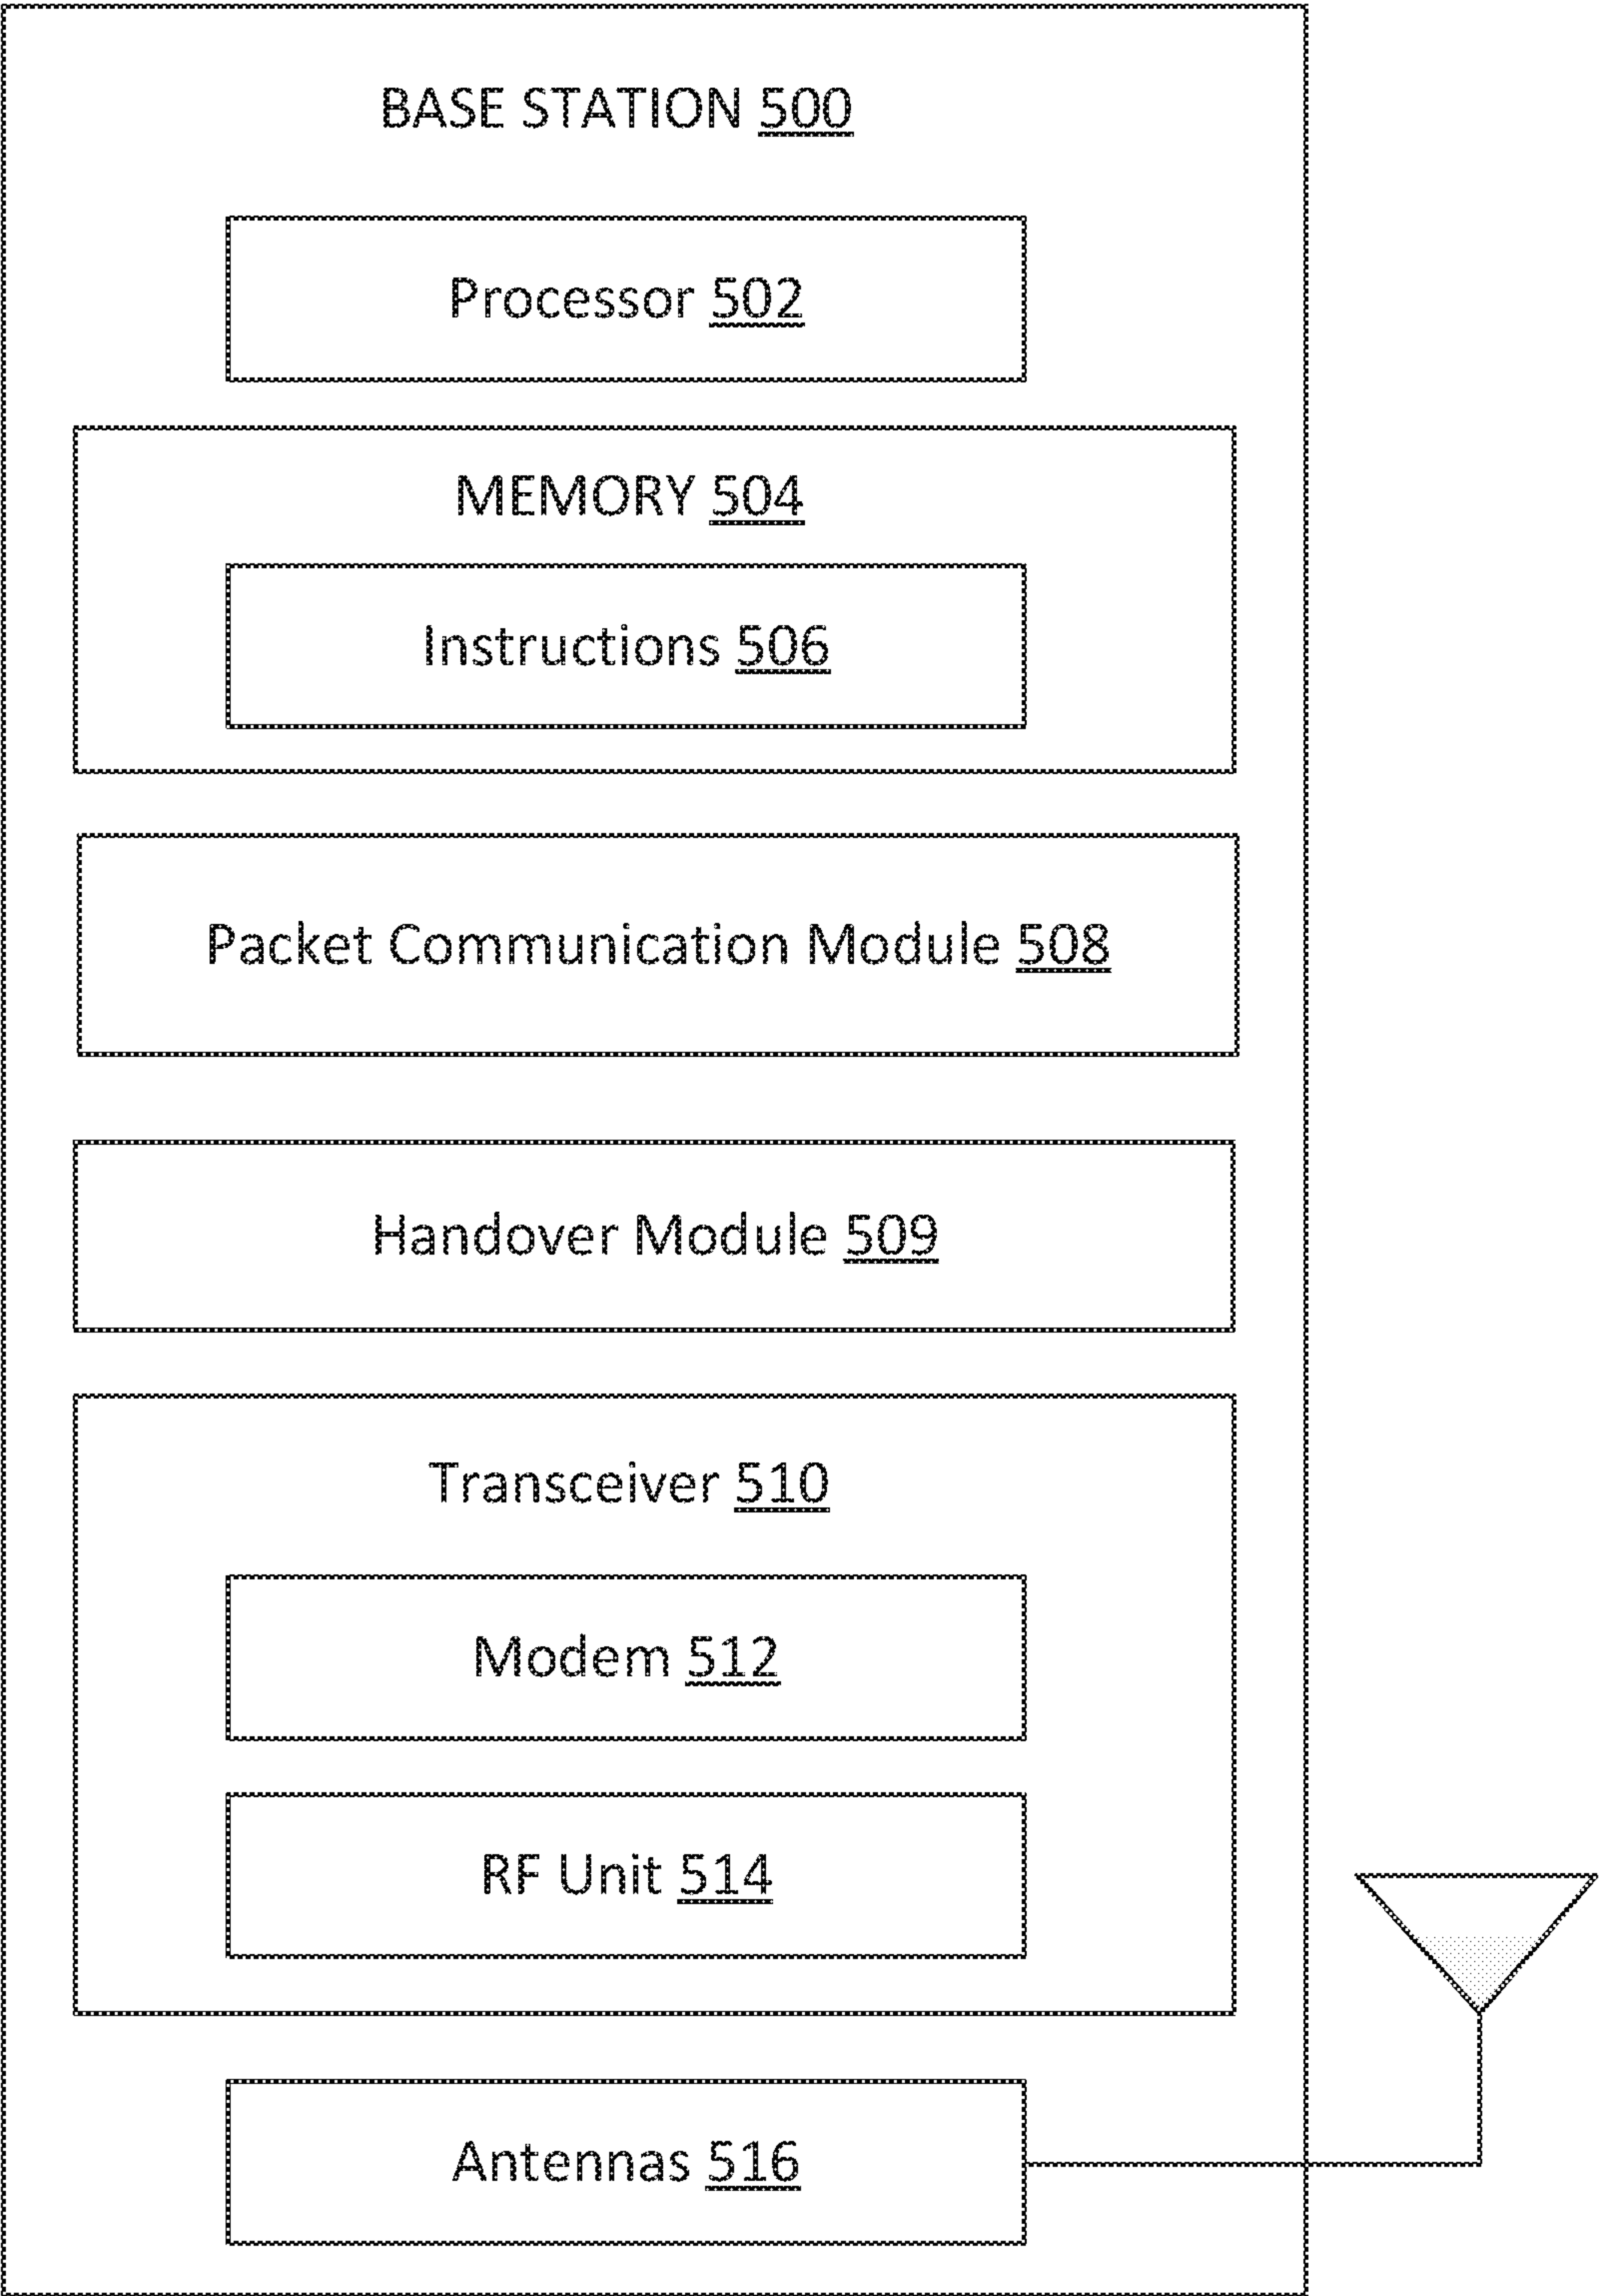 BASE STATION 500
Processor 502
MEMORY 504
Instructions 506
Packet Communication Module 508
Handover Module 509
Transceiver 510
Modem 512
RF Unit 514
Antennas 516